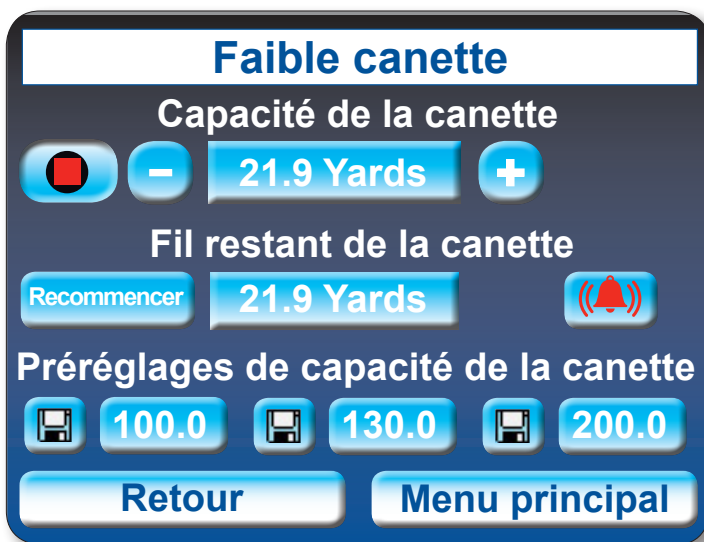 Faible canette
Capacité de la canette
- 21.9 Yards +
Fil restant de la canette
Recommencer 21.9 Yards
Préréglages de capacité de la canette
100.0 130.0 200.0
Retour Menu principal